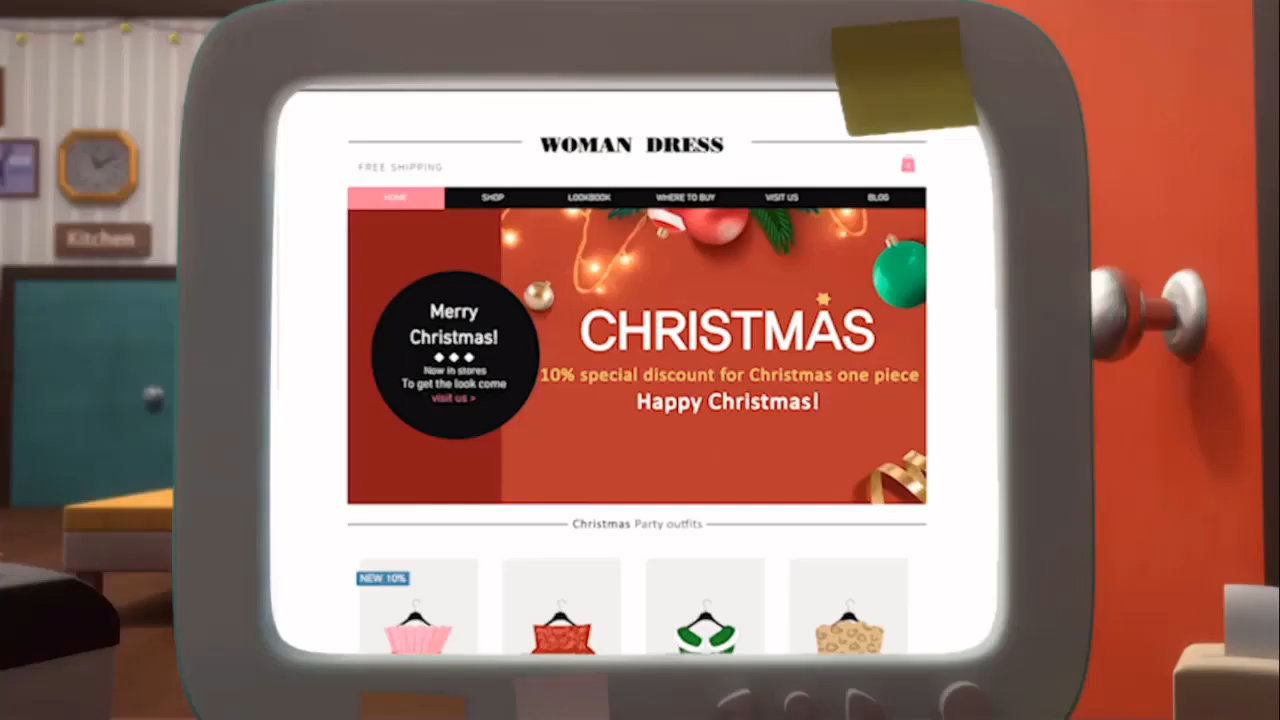 WOMAN DRESS
FREE SHIPPING
HOME SHOP LOOKBOOK WHERE TO BUY VISIT US BLOG
Kitchen
Merry
Christmas!
Now in stores
To get the look come
visit us >
CHRISTMAS
10% special discount for Christmas one piece
Happy Christmas!
Christmas Party outfits
NEW 10%